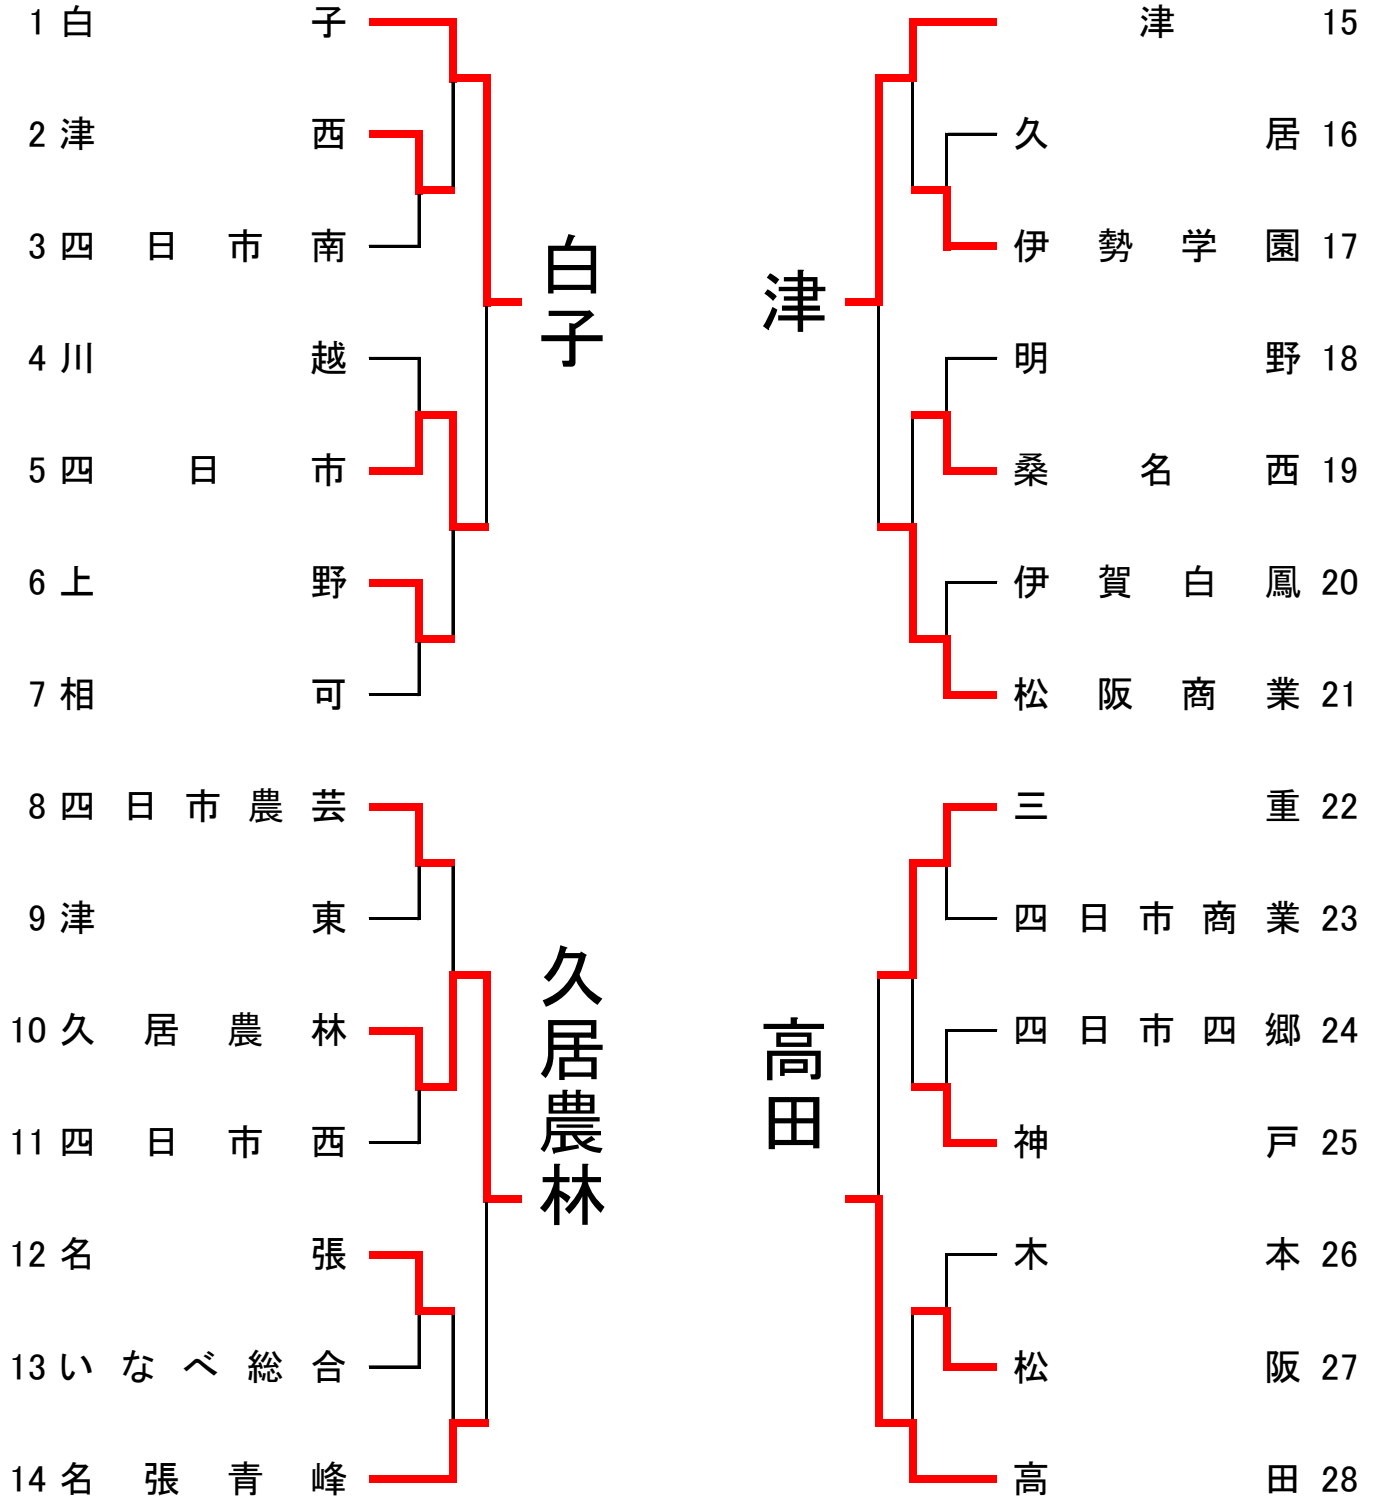 1 白子
2 津西
3 四日市南
4 川越
5 四日市
6 上野
7 相可
8 四日市農芸
9 津東
10 久居農林
11 四日市西
12 名張
13 いなべ総合
14 名張青峰
白子
久居農林
津
高田
津 15
久居 16
伊勢学園 17
明野 18
桑名西 19
伊賀白鳳 20
松阪商業 21
三重 22
四日市商業 23
四日市四郷 24
神戸 25
木本 26
松阪 27
高田 28